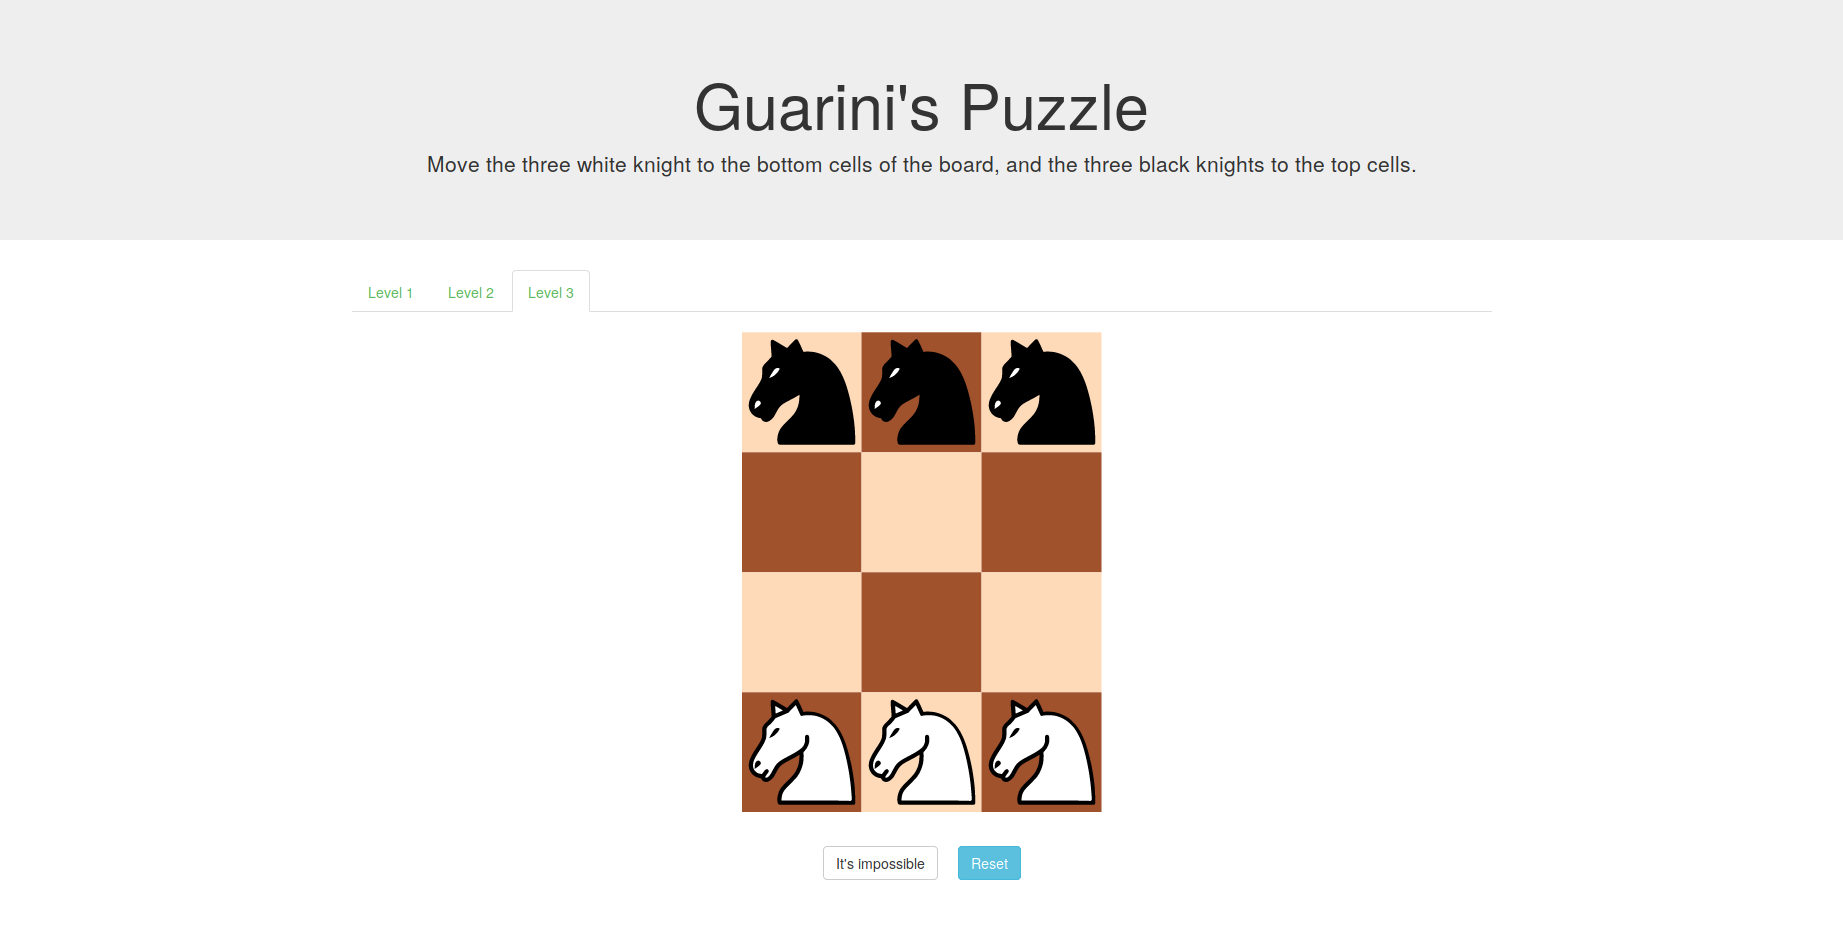 Guarini's Puzzle
Move the three white knight to the bottom cells of the board, and the three black knights to the top cells.
Level 1 Level 2 Level 3
It's impossible Reset